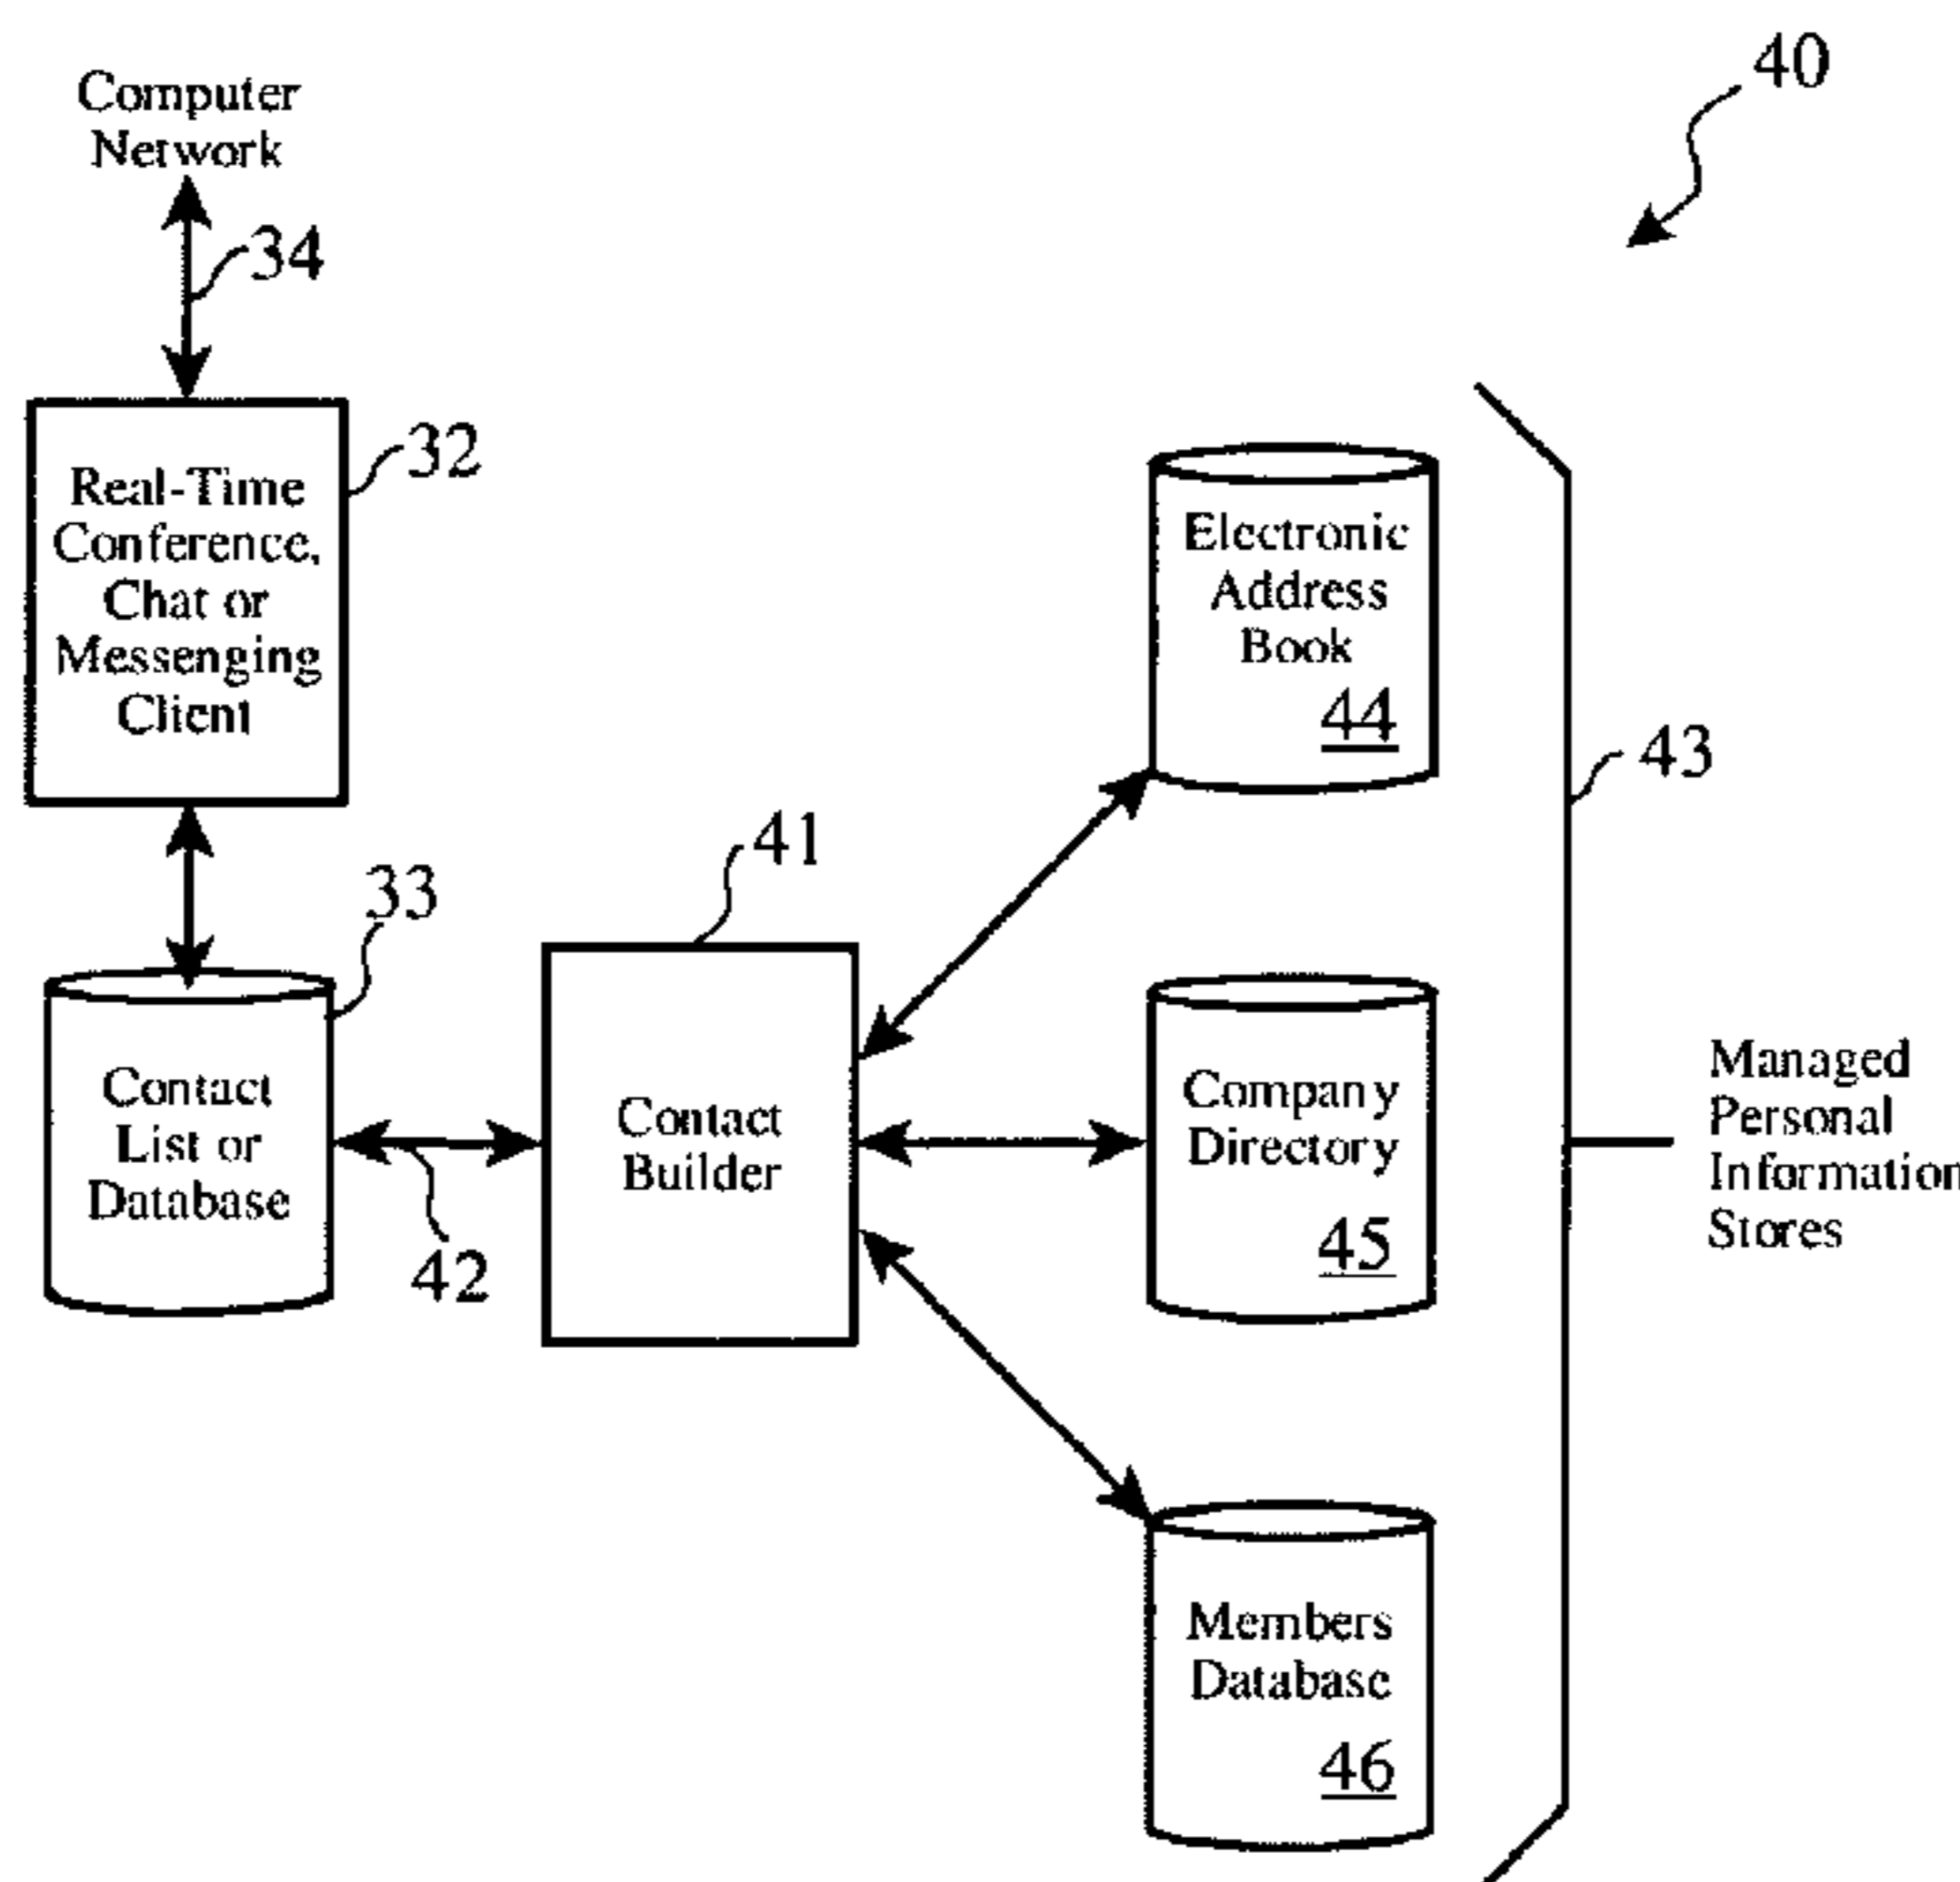 40
Computer
Network
34
32
Real-Time
Conference,
Chat or
Messenging
Client
Electronic
Address
Book
44
43
41
33
Contact
List or
Database
42
Contact
Builder
Company
Directory
45
Managed
Personal
Information
Stores
Members
Database
46